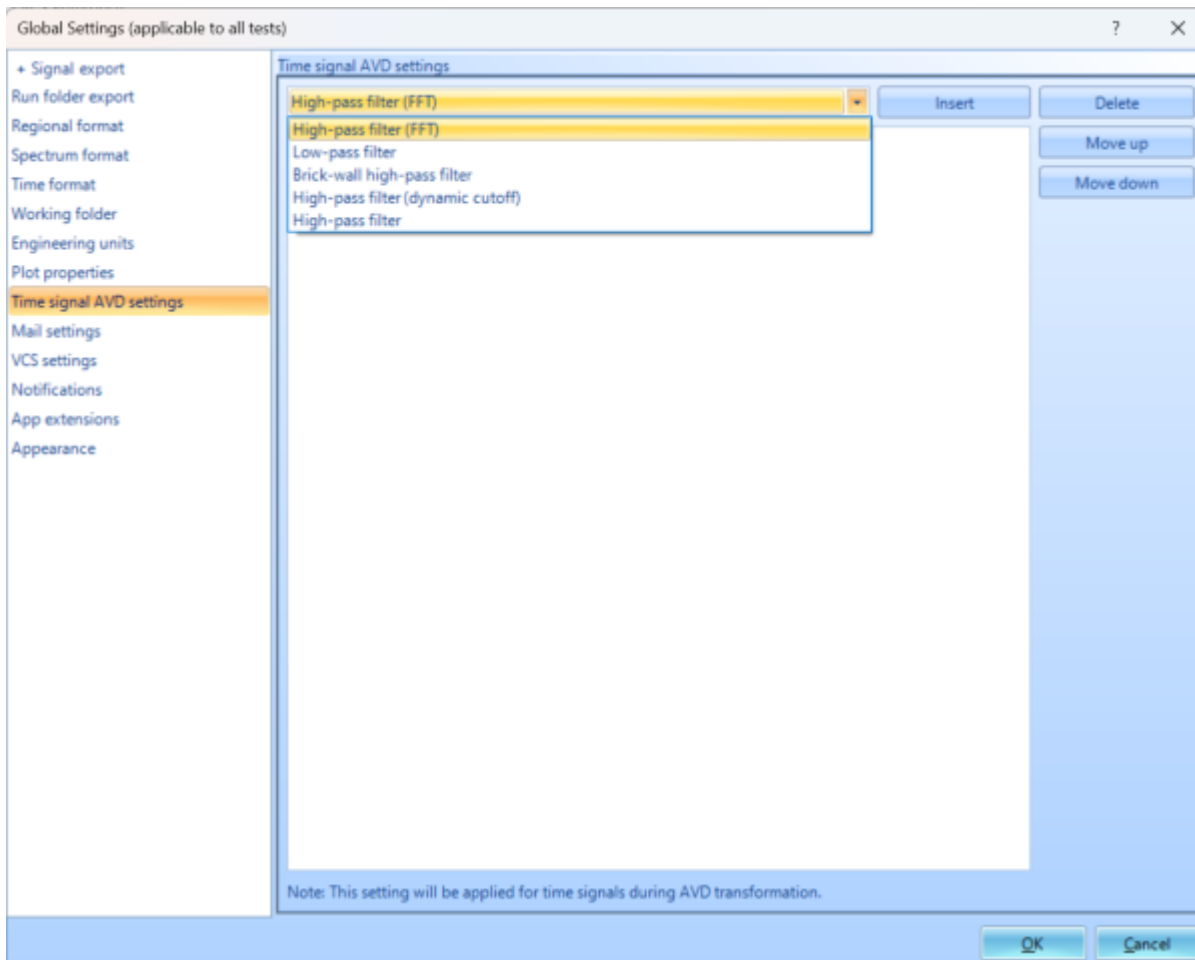 Global Settings (applicable to all tests)
?
+ Signal export
Run folder export
Regional format
Spectrum format
Time format
Working folder
Engineering units
Plot properties
Time signal AVD settings
Mail settings
VCS settings
Notifications
App extensions
Appearance
Time signal AVD settings
High-pass filter (FFT)
Insert
Delete
High-pass filter (FFT)
Low-pass filter
Brick-wall high-pass filter
High-pass filter (dynamic cutoff)
High-pass filter
Move up
Move down
Note: This setting will be applied for time signals during AVD transformation.
OK
Cancel